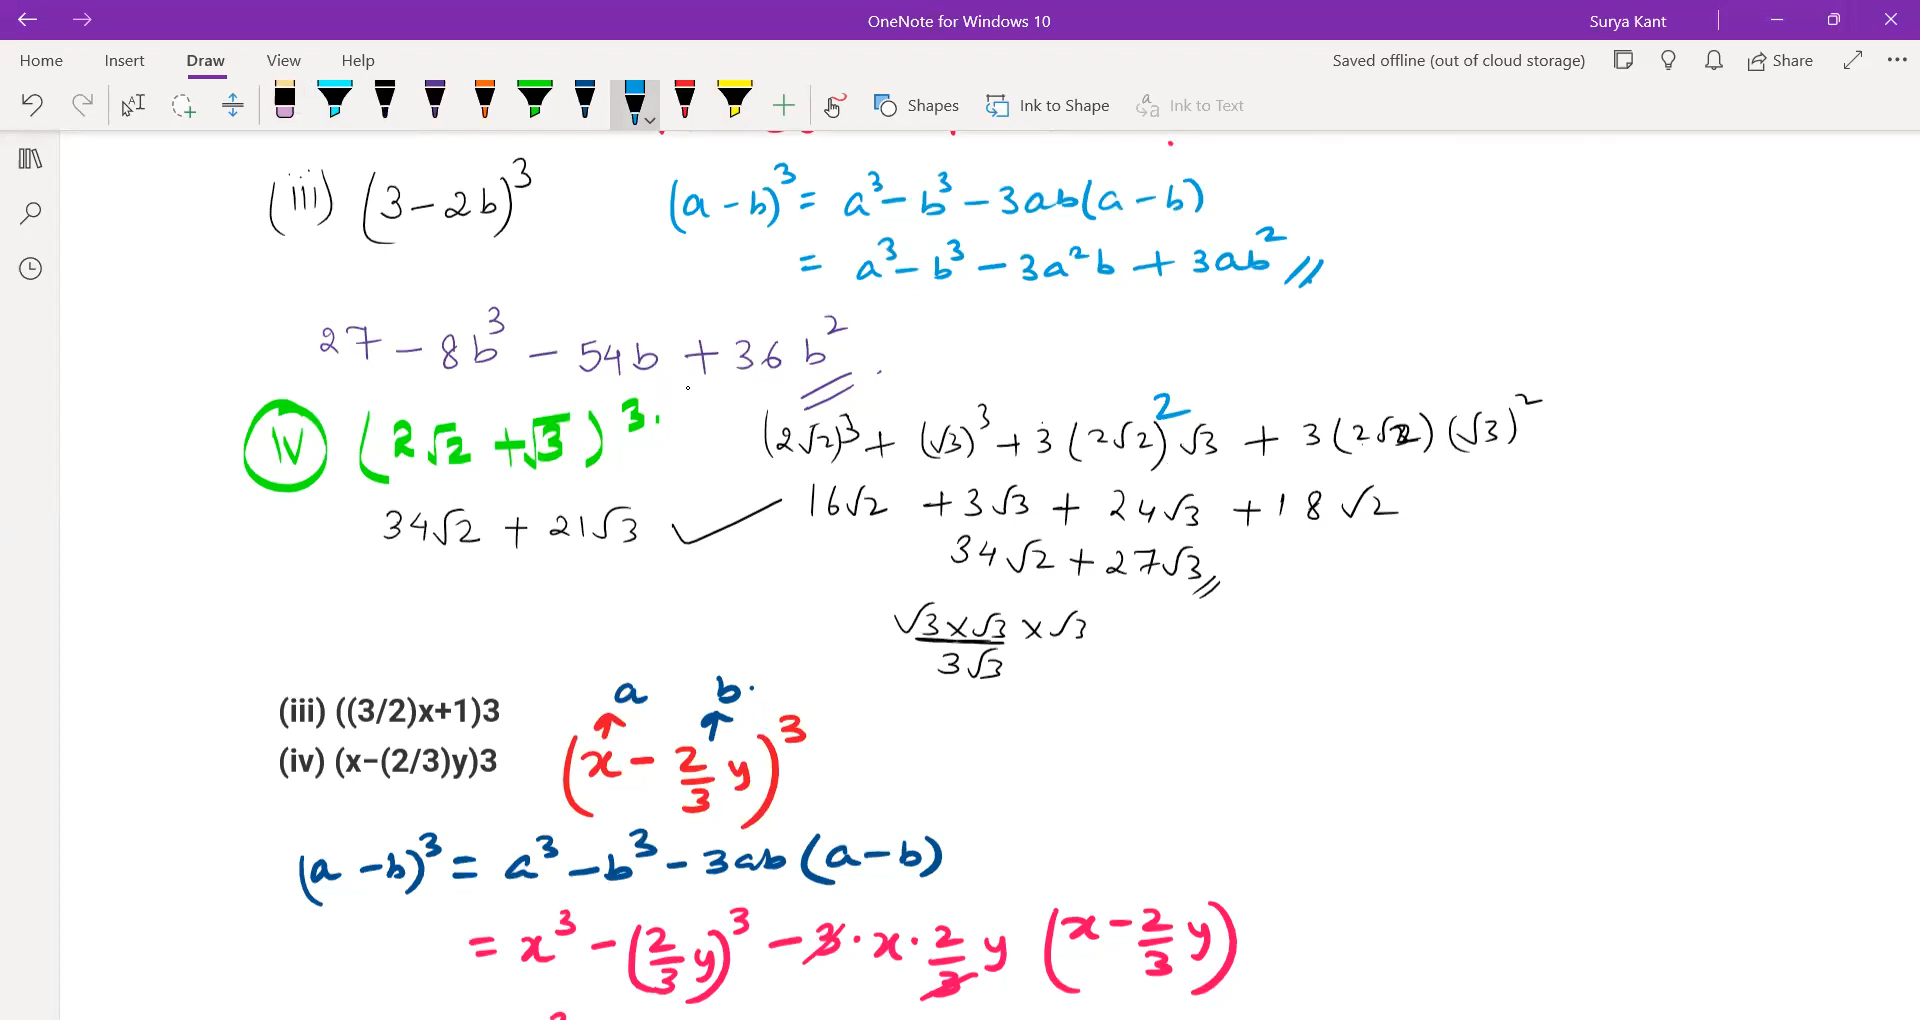 OneNote for Windows 10
Surya Kant
Home Insert Draw View Help
Saved offline (out of cloud storage) Share
Shapes Ink to Shape Ink to Text
(iii) (3-2b)³
(a-b)³ = a³-b³-3ab(a-b)
= a³-b³-3a²b+3ab² //
27-8b³-54b+36b²
(iv) (2√2+√3)³.
(2√2)³+(√3)³+3(2√2)²√3+3(2√2)(√3)²
34√2+21√3 ✓
16√2+3√3+24√3+18√2
34√2+27√3 //
√3×√3×√3
3√3
a b.
(iii) ((3/2)x+1)3
(iv) (x−(2/3)y)3
(x-2/3 y)³
(a-b)³ = a³-b³-3ab(a-b)
= x³-(2/3 y)³-3·x·2/3 y (x-2/3 y)